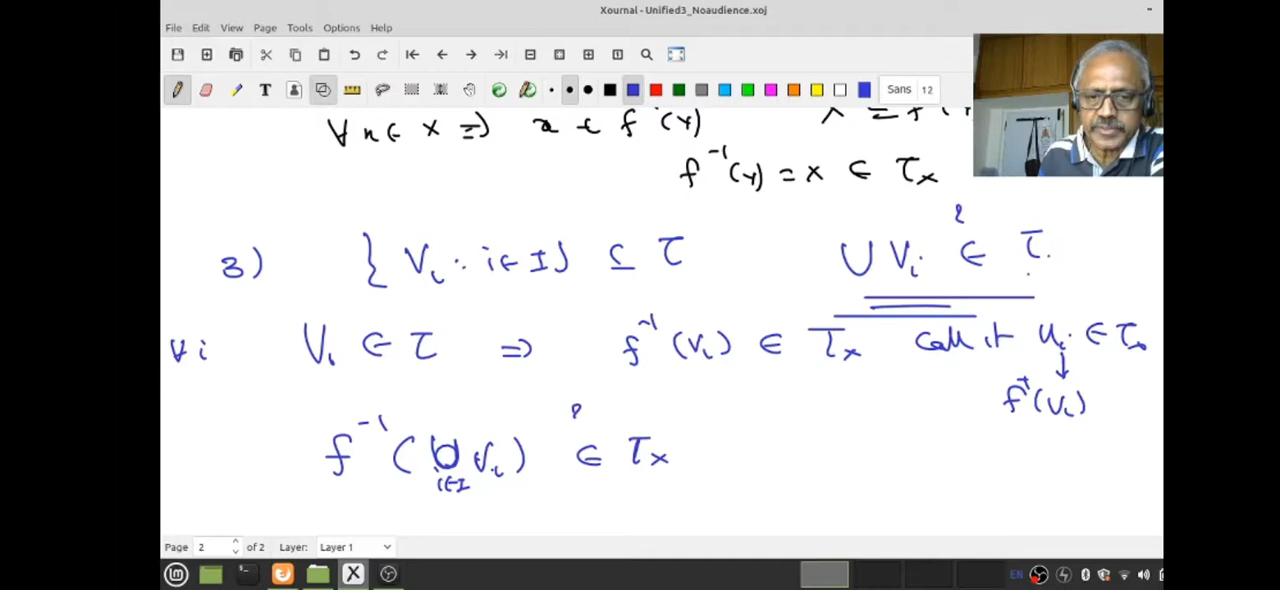 Xournal - Unified3_Noaudience.xoj
File Edit View Page Tools Options Help
Sans 12
∀ x ∈ X ⇒ x ∈ f⁻¹(Y)
f⁻¹(Y) = X ∈ τₓ
3) { Vᵢ : i ∈ I } ⊆ τ ∪ Vᵢ ∈ τ.
?
∀ i Vᵢ ∈ τ ⇒ f⁻¹(Vᵢ) ∈ τₓ call it Uᵢ ∈ τₓ
↓
f⁻¹(Vᵢ)
?
f⁻¹(∪ Vᵢ) ∈ τₓ
i∈I
Page 2 of 2 Layer: Layer 1
EN